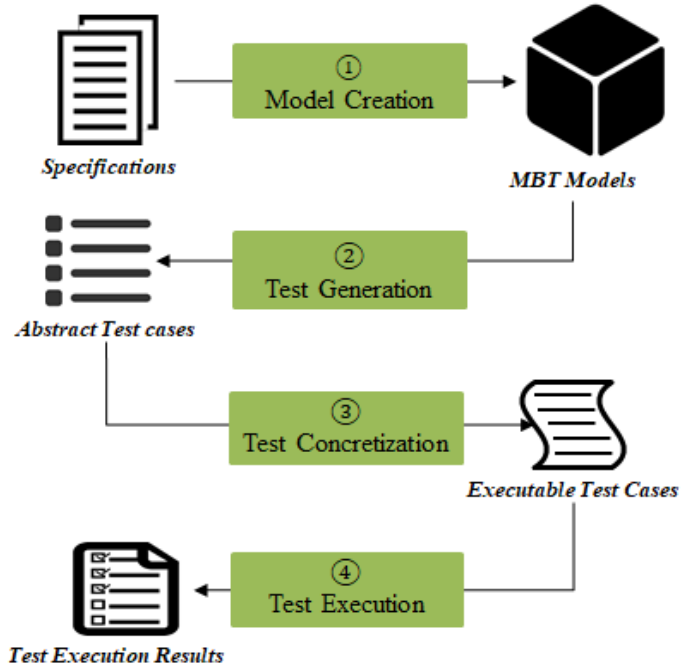 ①
Model Creation
Specifications
MBT Models
②
Test Generation
Abstract Test cases
③
Test Concretization
Executable Test Cases
④
Test Execution
Test Execution Results